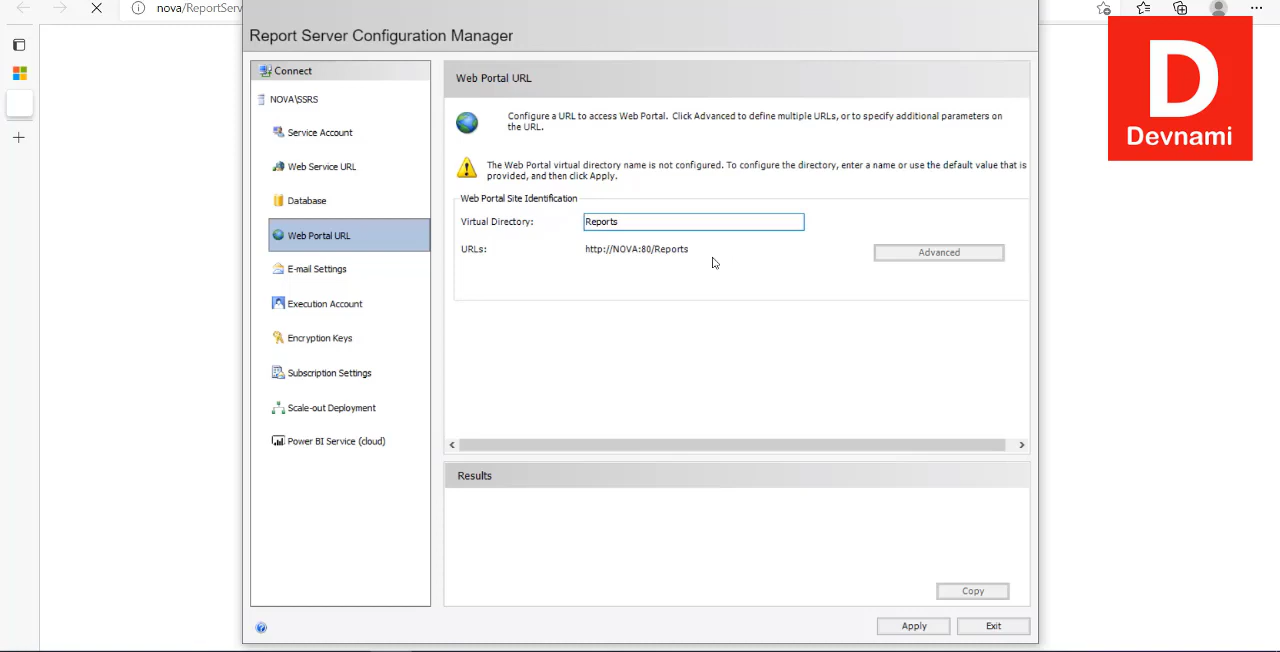 nova/ReportServ
Report Server Configuration Manager
Connect
NOVA\SSRS
Service Account
Web Service URL
Database
Web Portal URL
E-mail Settings
Execution Account
Encryption Keys
Subscription Settings
Scale-out Deployment
Power BI Service (cloud)
Web Portal URL
Configure a URL to access Web Portal. Click Advanced to define multiple URLs, or to specify additional parameters on
the URL.
The Web Portal virtual directory name is not configured. To configure the directory, enter a name or use the default value that is
provided, and then click Apply.
Web Portal Site Identification
Virtual Directory: Reports
URLs: http://NOVA:80/Reports
Advanced
Results
Copy
Apply Exit
D
Devnami